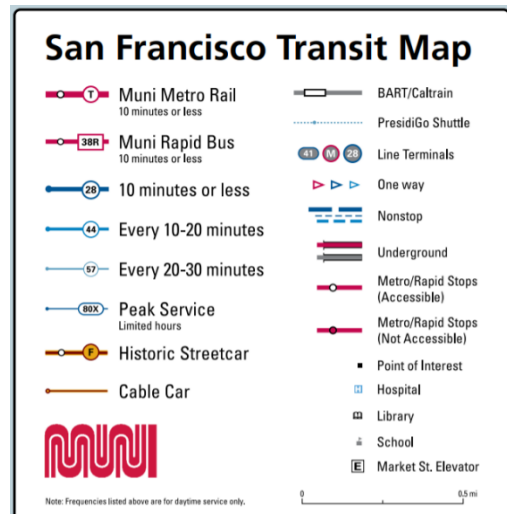 San Francisco Transit Map
T
Muni Metro Rail
10 minutes or less
38R
Muni Rapid Bus
10 minutes or less
28
10 minutes or less
44
Every 10-20 minutes
57
Every 20-30 minutes
80X
Peak Service
Limited hours
F
Historic Streetcar
Cable Car
MUNI
Note: Frequencies listed above are for daytime service only.
BART/Caltrain
PresidiGo Shuttle
41 M 28
Line Terminals
One way
Nonstop
Underground
Metro/Rapid Stops
(Accessible)
Metro/Rapid Stops
(Not Accessible)
Point of Interest
H
Hospital
Library
School
E
Market St. Elevator
0 0.5 mi